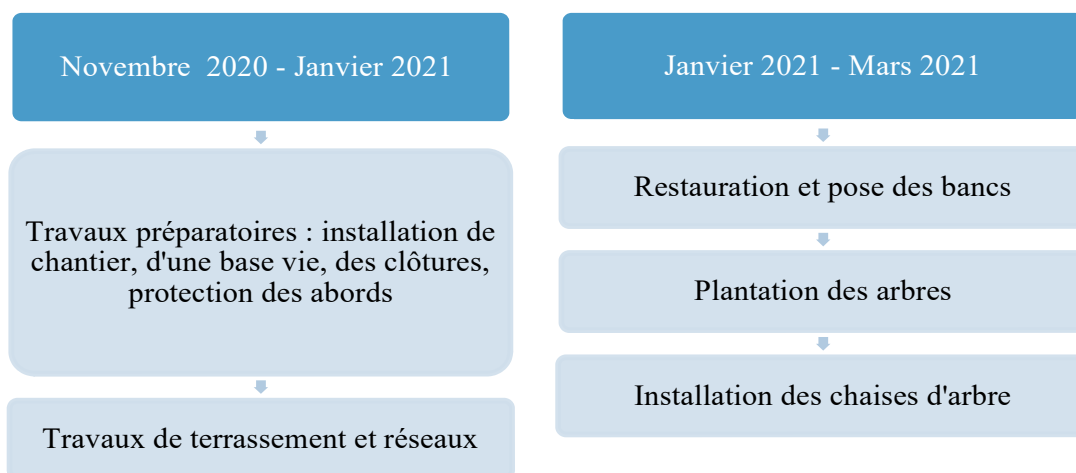 Novembre 2020 - Janvier 2021
Travaux préparatoires : installation de
chantier, d'une base vie, des clôtures,
protection des abords
Travaux de terrassement et réseaux
Janvier 2021 - Mars 2021
Restauration et pose des bancs
Plantation des arbres
Installation des chaises d'arbre